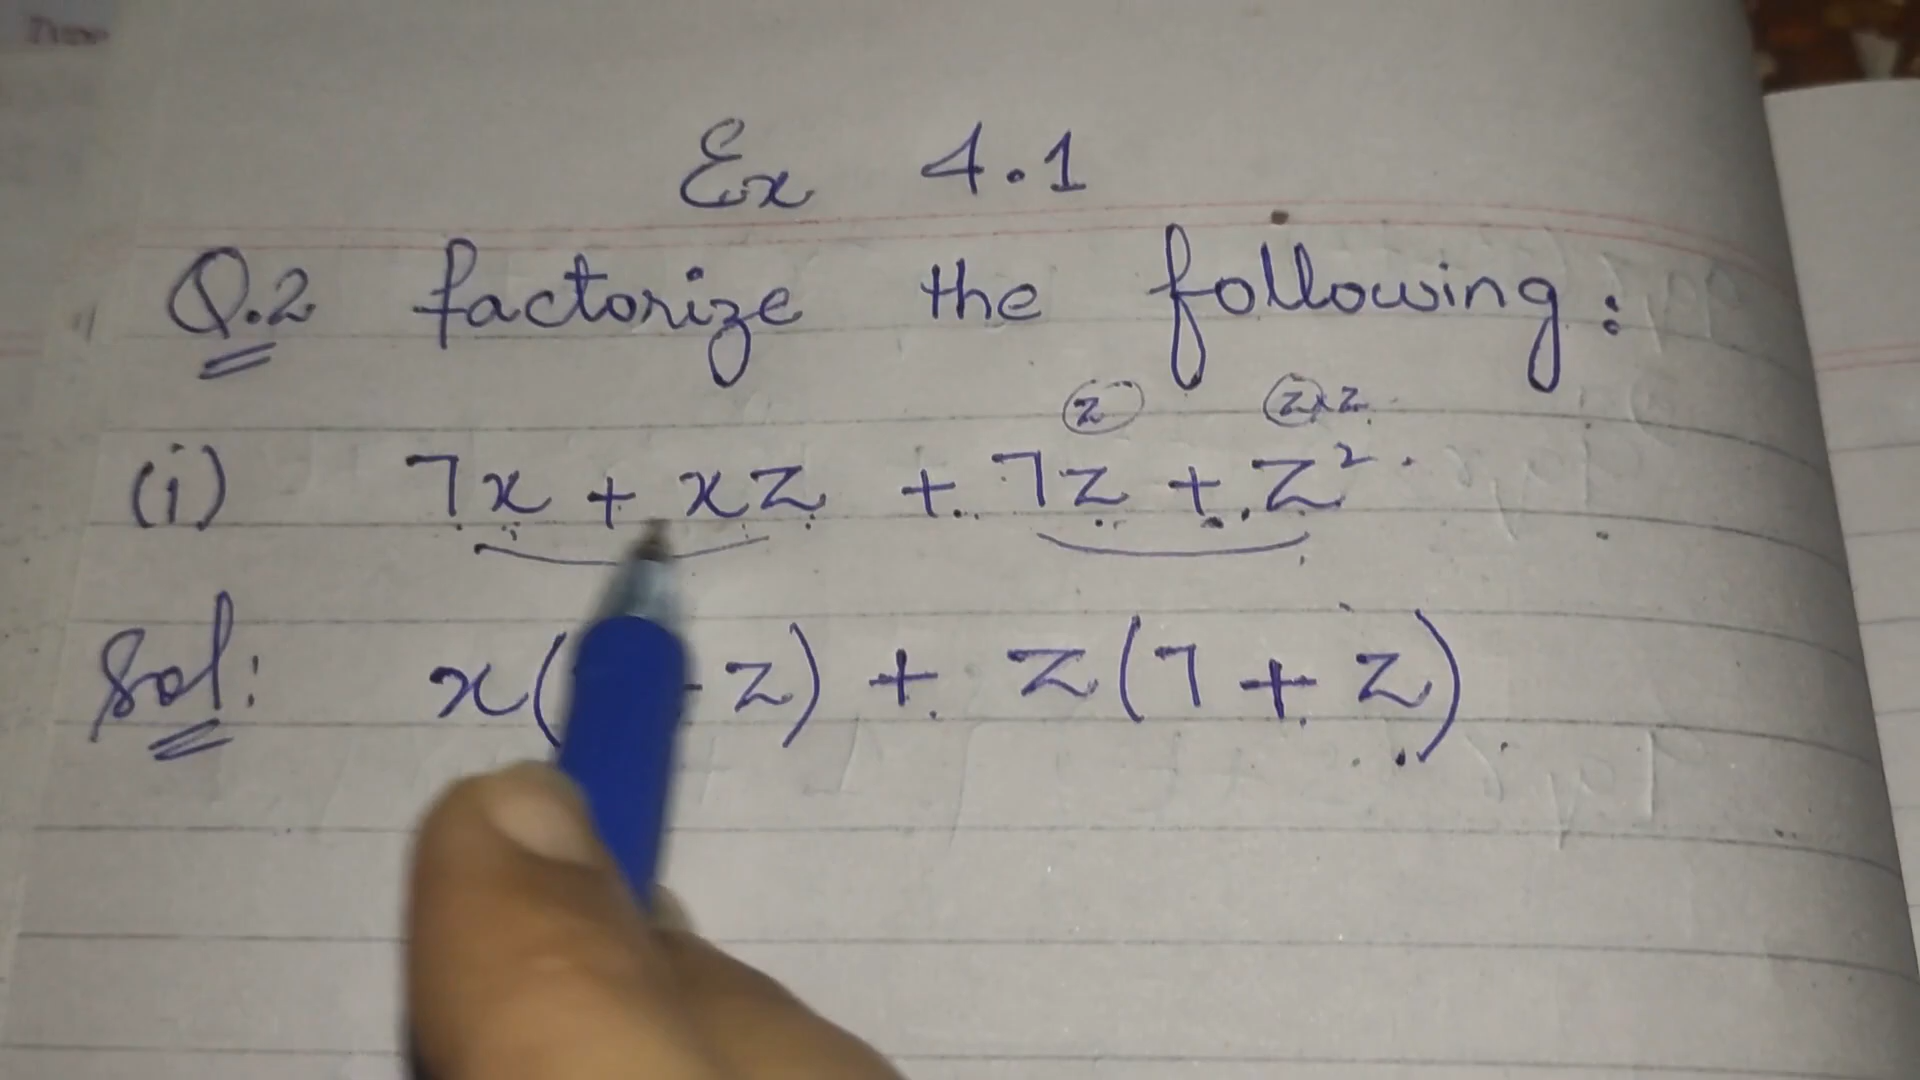 Ex 4.1
Q.2 factorize the following:
z z×z
(i) 7x + xz + 7z + z².
Sol: x( z) + z(7 + z)